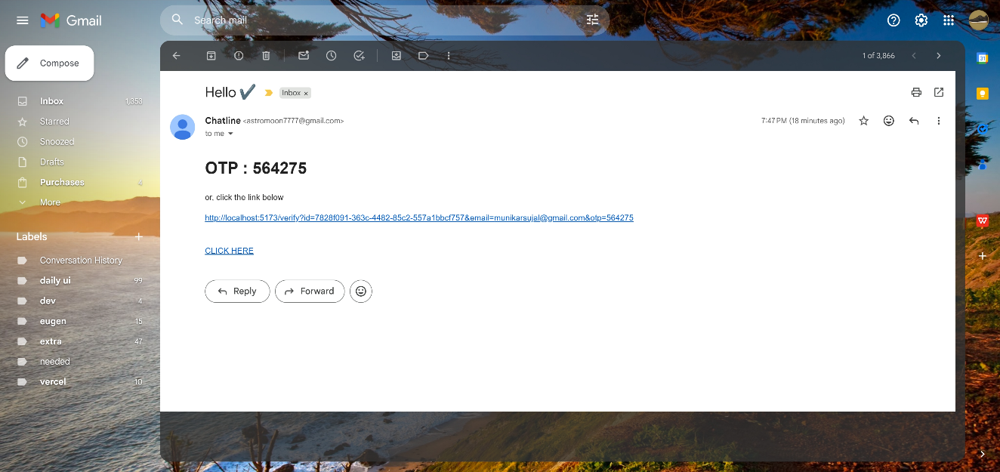 Gmail
Search mail
Compose
1 of 3,866
Inbox 1,353
Starred
Snoozed
Drafts
Purchases 4
More
Labels
Conversation History
daily ui 99
dev 4
eugen 15
extra 47
needed
vercel 10
Hello ✔ Inbox ×
Chatline <astromoon7777@gmail.com> 7:47 PM (18 minutes ago)
to me
OTP : 564275
or, click the link below
http://localhost:5173/verify?id=7828f091-363c-4482-85c2-557a1bbcf757&email=munikarsujal@gmail.com&otp=564275
CLICK HERE
Reply Forward
31